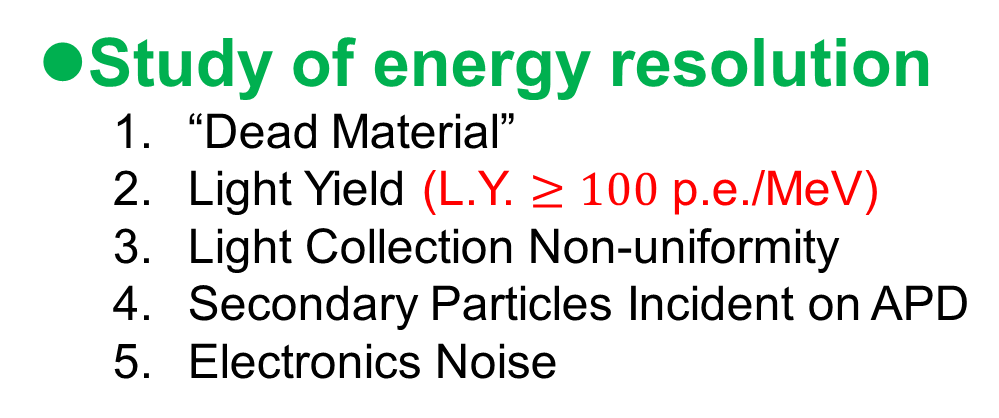 ●Study of energy resolution
1. “Dead Material”
2. Light Yield (L.Y. ≥ 100 p.e./MeV)
3. Light Collection Non-uniformity
4. Secondary Particles Incident on APD
5. Electronics Noise